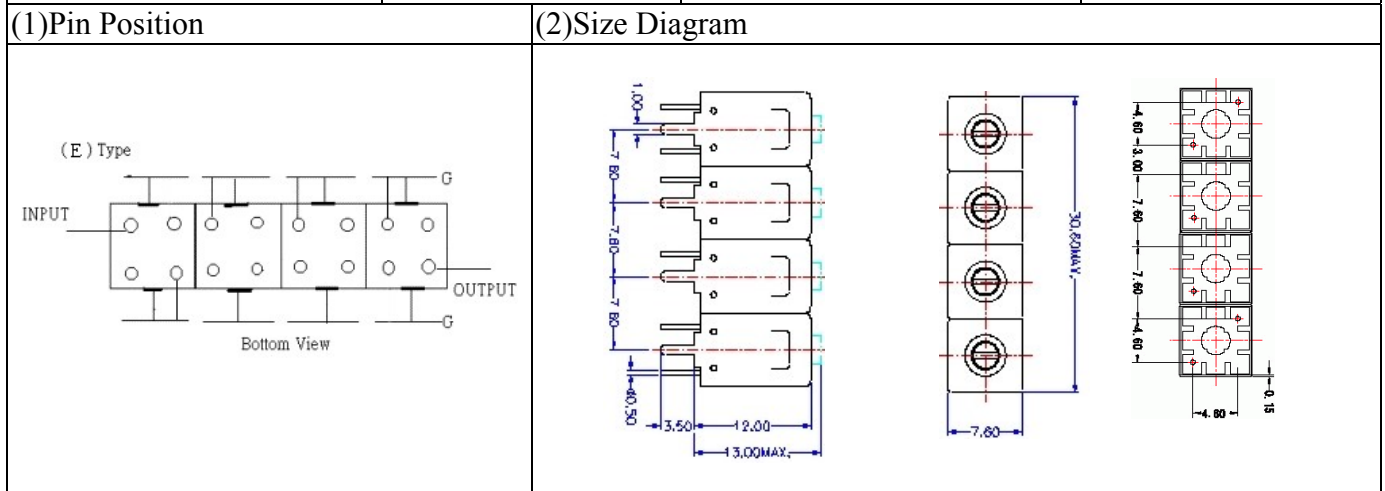 (1)Pin Position
(2)Size Diagram
(E) Type
G
INPUT
OUTPUT
G
Bottom View
1.00
7.80
7.80
7.80
Φ0.50
3.50
12.00
13.00MAX.
30.80MAX.
7.60
4.60
3.00
7.60
7.60
4.60
4.60
0.15